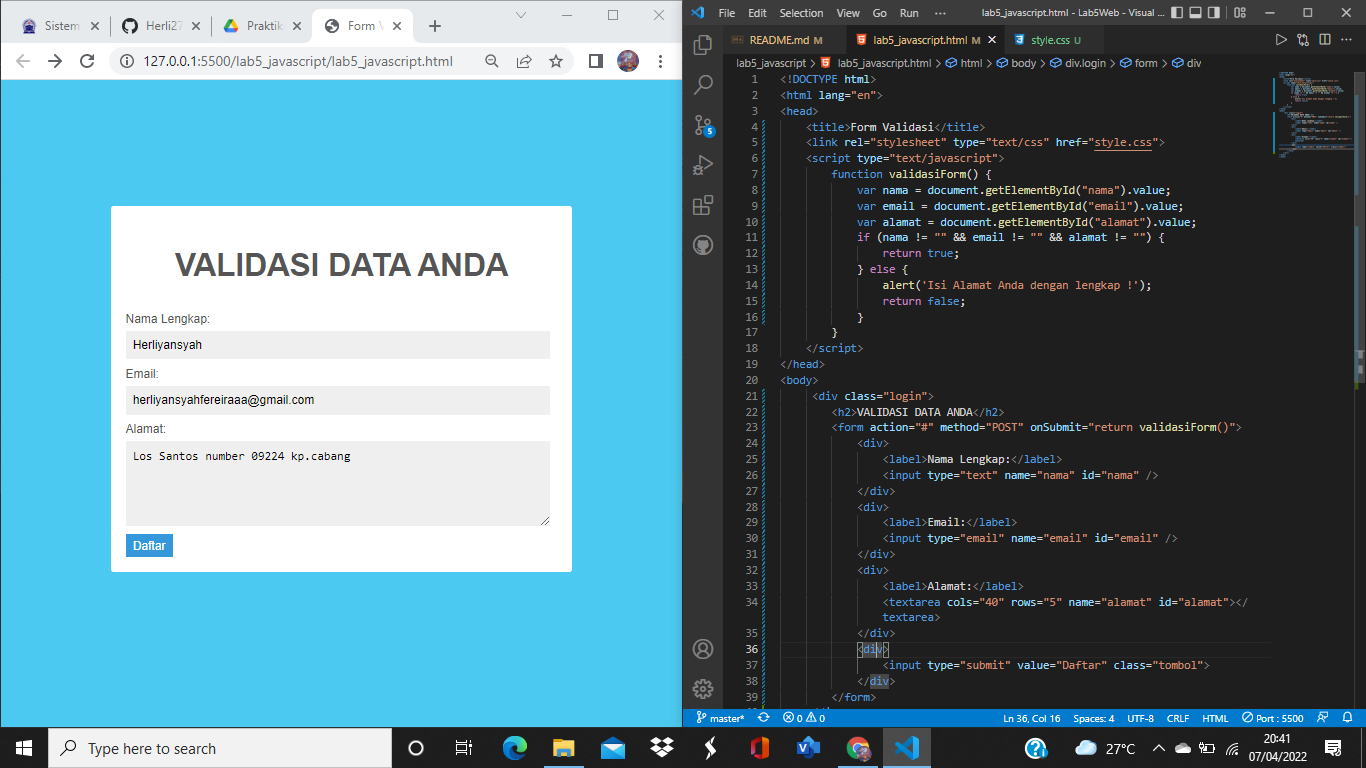 Sistem
Herli27
Praktik
Form V
127.0.0.1:5500/lab5_javascript/lab5_javascript.html
VALIDASI DATA ANDA
Nama Lengkap:
Herliyansyah
Email:
herliyansyahfereiraaa@gmail.com
Alamat:
Los Santos number 09224 kp.cabang
Daftar
File Edit Selection View Go Run ··· lab5_javascript.html - Lab5Web - Visual ...
README.md M lab5_javascript.html M style.css U
lab5_javascript > lab5_javascript.html > html > body > div.login > form > div
5
1 <!DOCTYPE html>
2 <html lang="en">
3 <head>
4 <title>Form Validasi</title>
5 <link rel="stylesheet" type="text/css" href="style.css">
6 <script type="text/javascript">
7 function validasiForm() {
8 var nama = document.getElementById("nama").value;
9 var email = document.getElementById("email").value;
10 var alamat = document.getElementById("alamat").value;
11 if (nama != "" && email != "" && alamat != "") {
12 return true;
13 } else {
14 alert('Isi Alamat Anda dengan lengkap !');
15 return false;
16 }
17 }
18 </script>
19 </head>
20 <body>
21 <div class="login">
22 <h2>VALIDASI DATA ANDA</h2>
23 <form action="#" method="POST" onSubmit="return validasiForm()">
24 <div>
25 <label>Nama Lengkap:</label>
26 <input type="text" name="nama" id="nama" />
27 </div>
28 <div>
29 <label>Email:</label>
30 <input type="email" name="email" id="email" />
31 </div>
32 <div>
33 <label>Alamat:</label>
34 <textarea cols="40" rows="5" name="alamat" id="alamat"></
textarea>
35 </div>
36 <div>
37 <input type="submit" value="Daftar" class="tombol">
38 </div>
39 </form>
master* 0 0 Ln 36, Col 16 Spaces: 4 UTF-8 CRLF HTML Port : 5500
Type here to search
27°C
20:41
07/04/2022